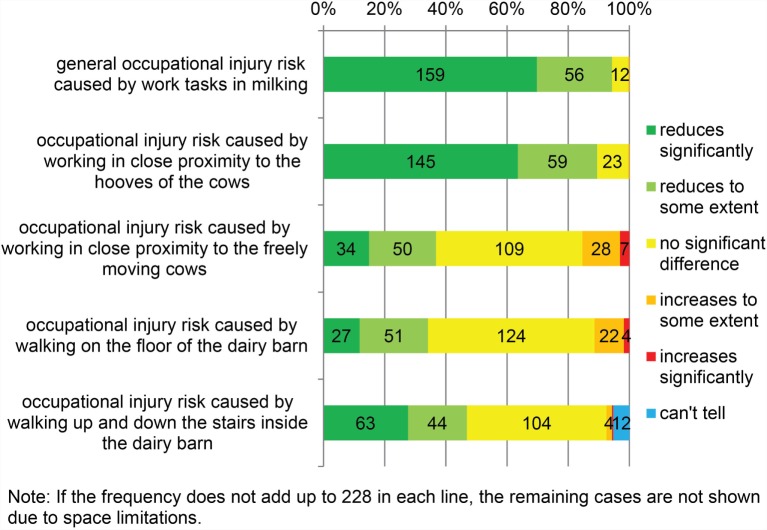 0% 20% 40% 60% 80% 100%
general occupational injury risk
caused by work tasks in milking
159 56 12
occupational injury risk caused by
working in close proximity to the
hooves of the cows
145 59 23
occupational injury risk caused by
working in close proximity to the freely
moving cows
34 50 109 28 7
occupational injury risk caused by
walking on the floor of the dairy barn
27 51 124 22 4
occupational injury risk caused by
walking up and down the stairs inside
the dairy barn
63 44 104 4 12
reduces
significantly
reduces to
some extent
no significant
difference
increases to
some extent
increases
significantly
can't tell
Note: If the frequency does not add up to 228 in each line, the remaining cases are not shown
due to space limitations.